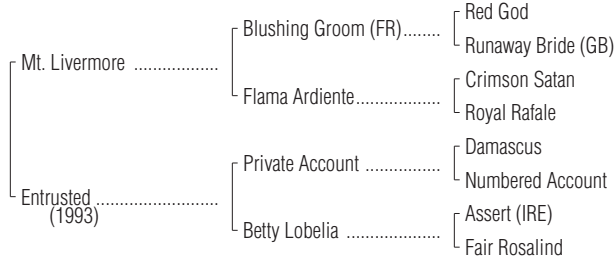 Red God
Blushing Groom (FR)........
Runaway Bride (GB)
Mt. Livermore ..................
Crimson Satan
Flama Ardiente..................
Royal Rafale
Damascus
Private Account ................
Numbered Account
Entrusted ..........................
(1993)
Assert (IRE)
Betty Lobelia ....................
Fair Rosalind